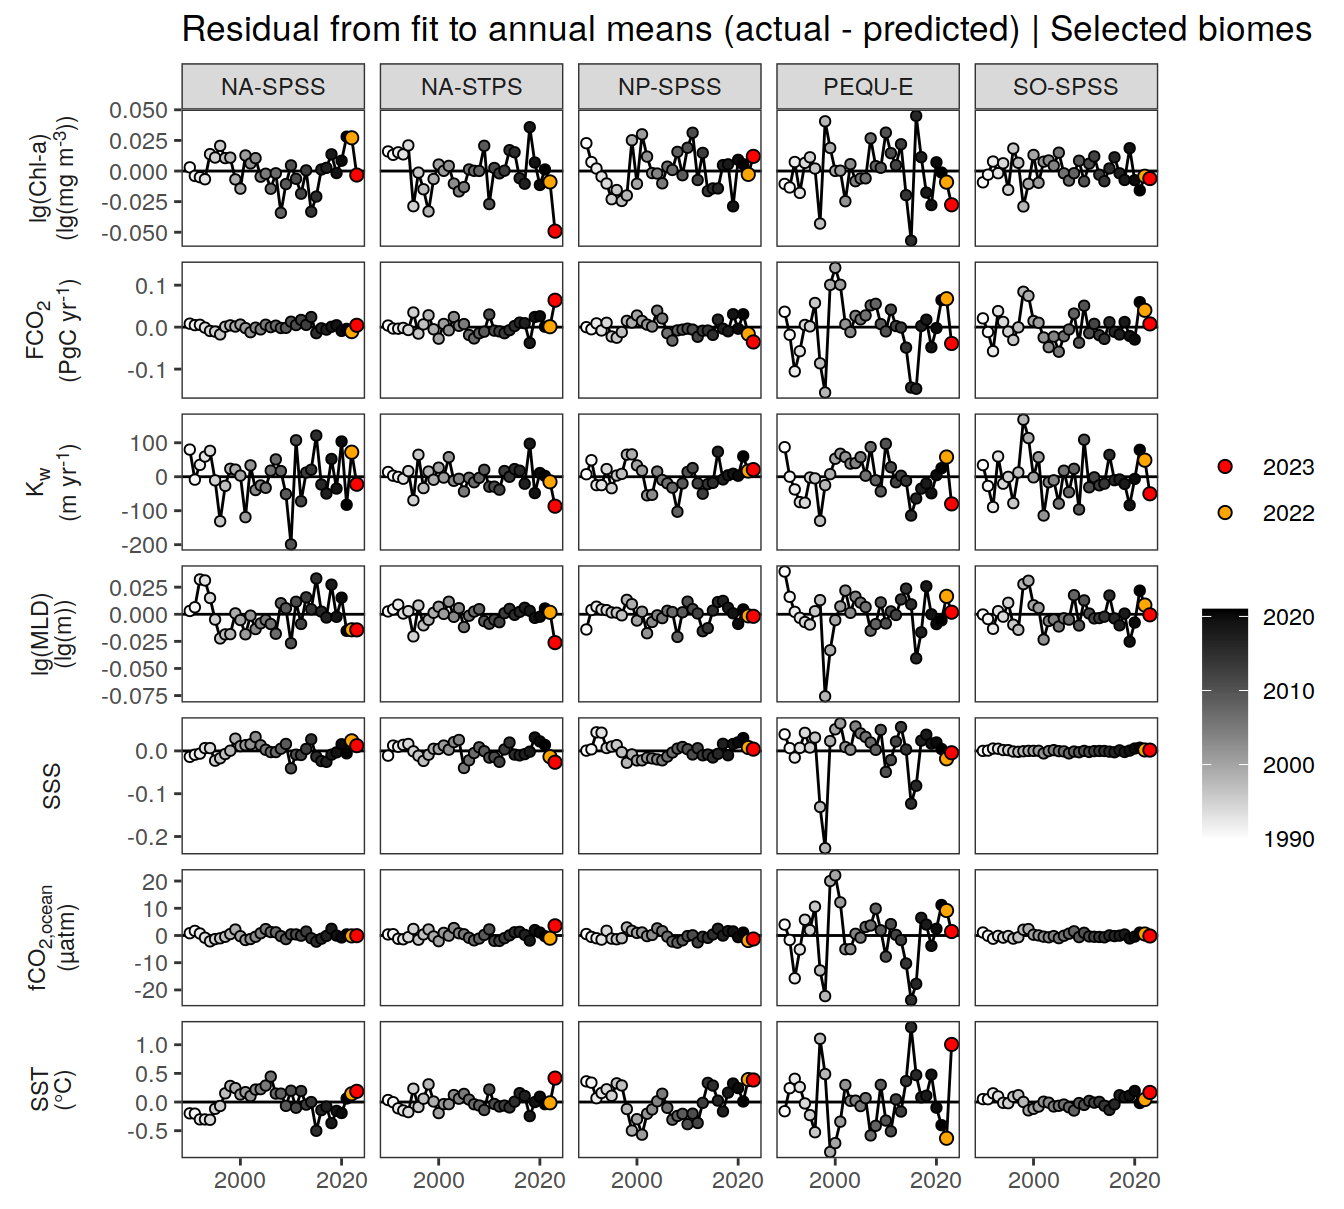 Residual from fit to annual means (actual - predicted) | Selected biomes
NA-SPSS
NA-STPS
NP-SPSS
PEQU-E
SO-SPSS
lg(Chl-a)
(lg(mg m⁻³))
0.050
0.025
0.000
-0.025
-0.050
FCO₂
(PgC yr⁻¹)
0.1
0.0
-0.1
Kw
(m yr⁻¹)
100
0
-100
-200
lg(MLD)
(lg(m))
0.025
0.000
-0.025
-0.050
-0.075
SSS
0.0
-0.1
-0.2
fCO2,ocean
(µatm)
20
10
0
-10
-20
SST
(°C)
1.0
0.5
0.0
-0.5
2000
2020
2000
2020
2000
2020
2000
2020
2000
2020
2023
2022
2020
2010
2000
1990